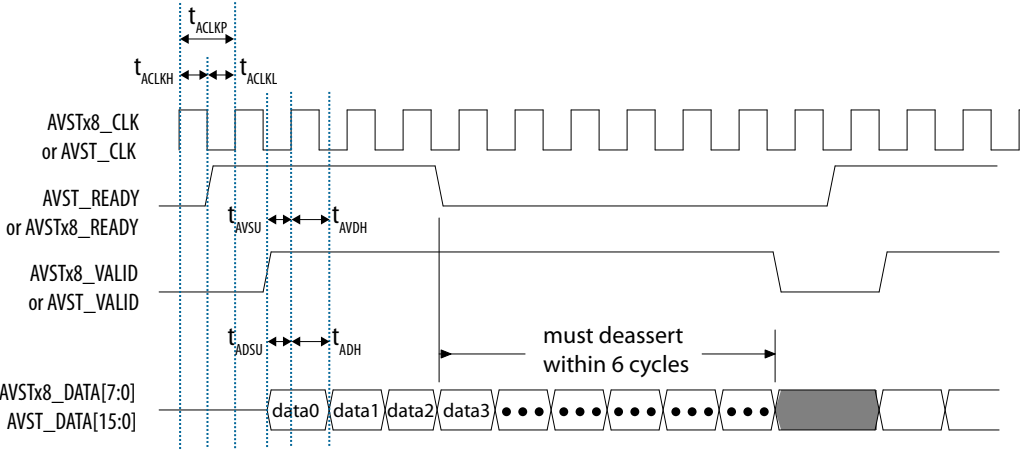 tACLKP
tACLKH tACLKL
AVSTx8_CLK
or AVST_CLK
AVST_READY
or AVSTx8_READY
tAVSU tAVDH
AVSTx8_VALID
or AVST_VALID
tADSU tADH
must deassert
within 6 cycles
AVSTx8_DATA[7:0]
AVST_DATA[15:0]
data0 data1 data2 data3